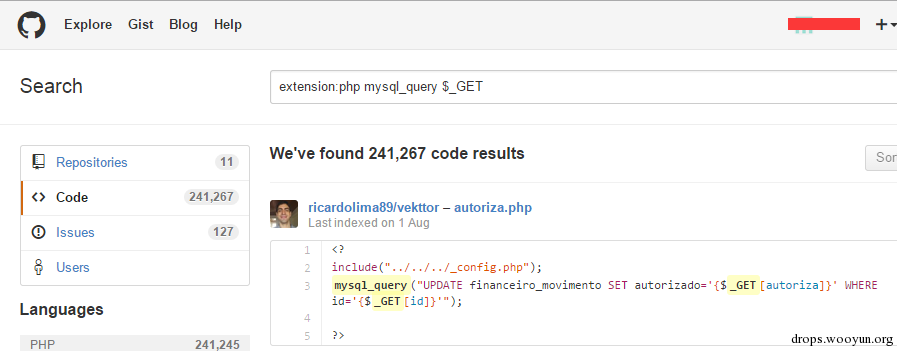 Explore Gist Blog Help
Search
extension:php mysql_query $_GET
Repositories 11
Code 241,267
Issues 127
Users
Languages
PHP 241,245
We've found 241,267 code results
Sor
ricardolima89/vekttor – autoriza.php
Last indexed on 1 Aug
1 <?
2 include("../../../_config.php");
3 mysql_query("UPDATE financeiro_movimento SET autorizado='{$_GET[autoriza]}' WHERE
id='{$_GET[id]}'");
4
5 ?>
drops.wooyun.org